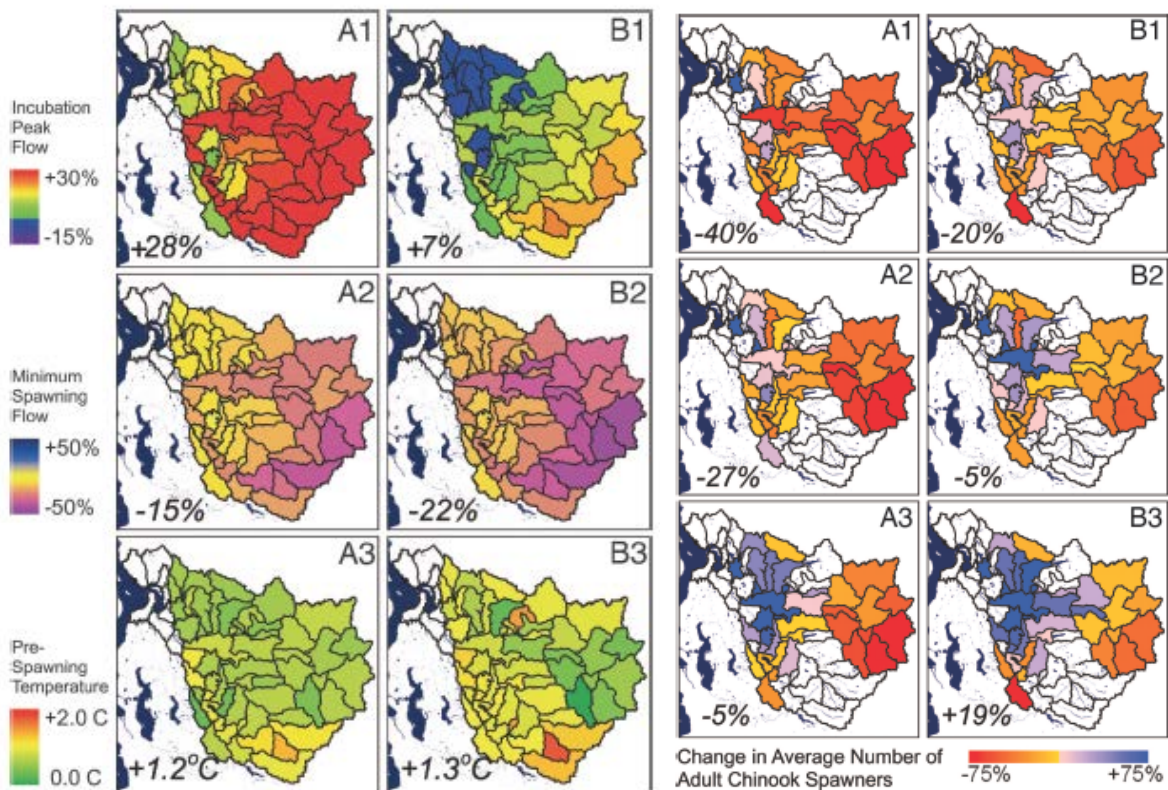 Incubation
Peak
Flow
+30%
-15%
A1
+28%
B1
+7%
Minimum
Spawning
Flow
+50%
-50%
A2
-15%
B2
-22%
Pre-
Spawning
Temperature
+2.0 C
0.0 C
A3
+1.2°C
B3
+1.3°C
A1
-40%
B1
-20%
A2
-27%
B2
-5%
A3
-5%
B3
+19%
Change in Average Number of
Adult Chinook Spawners
-75%
+75%